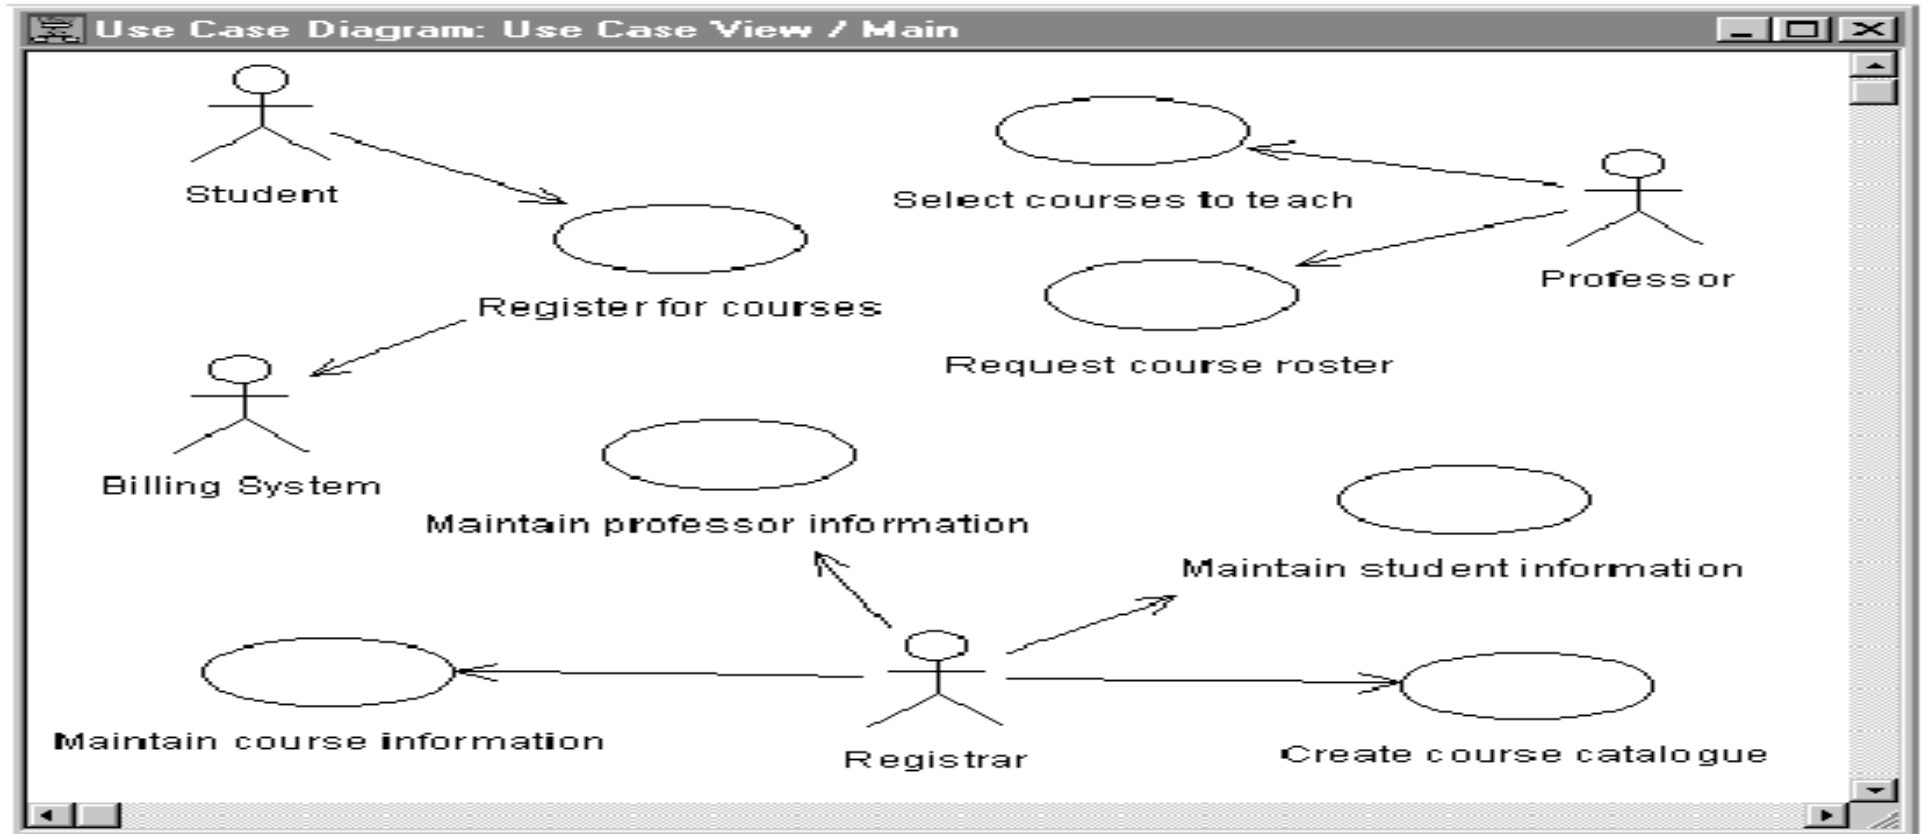 Use Case Diagram: Use Case View / Main
Student
Select courses to teach
Professor
Register for courses
Request course roster
Billing System
Maintain professor information
Maintain student information
Maintain course information
Registrar
Create course catalogue